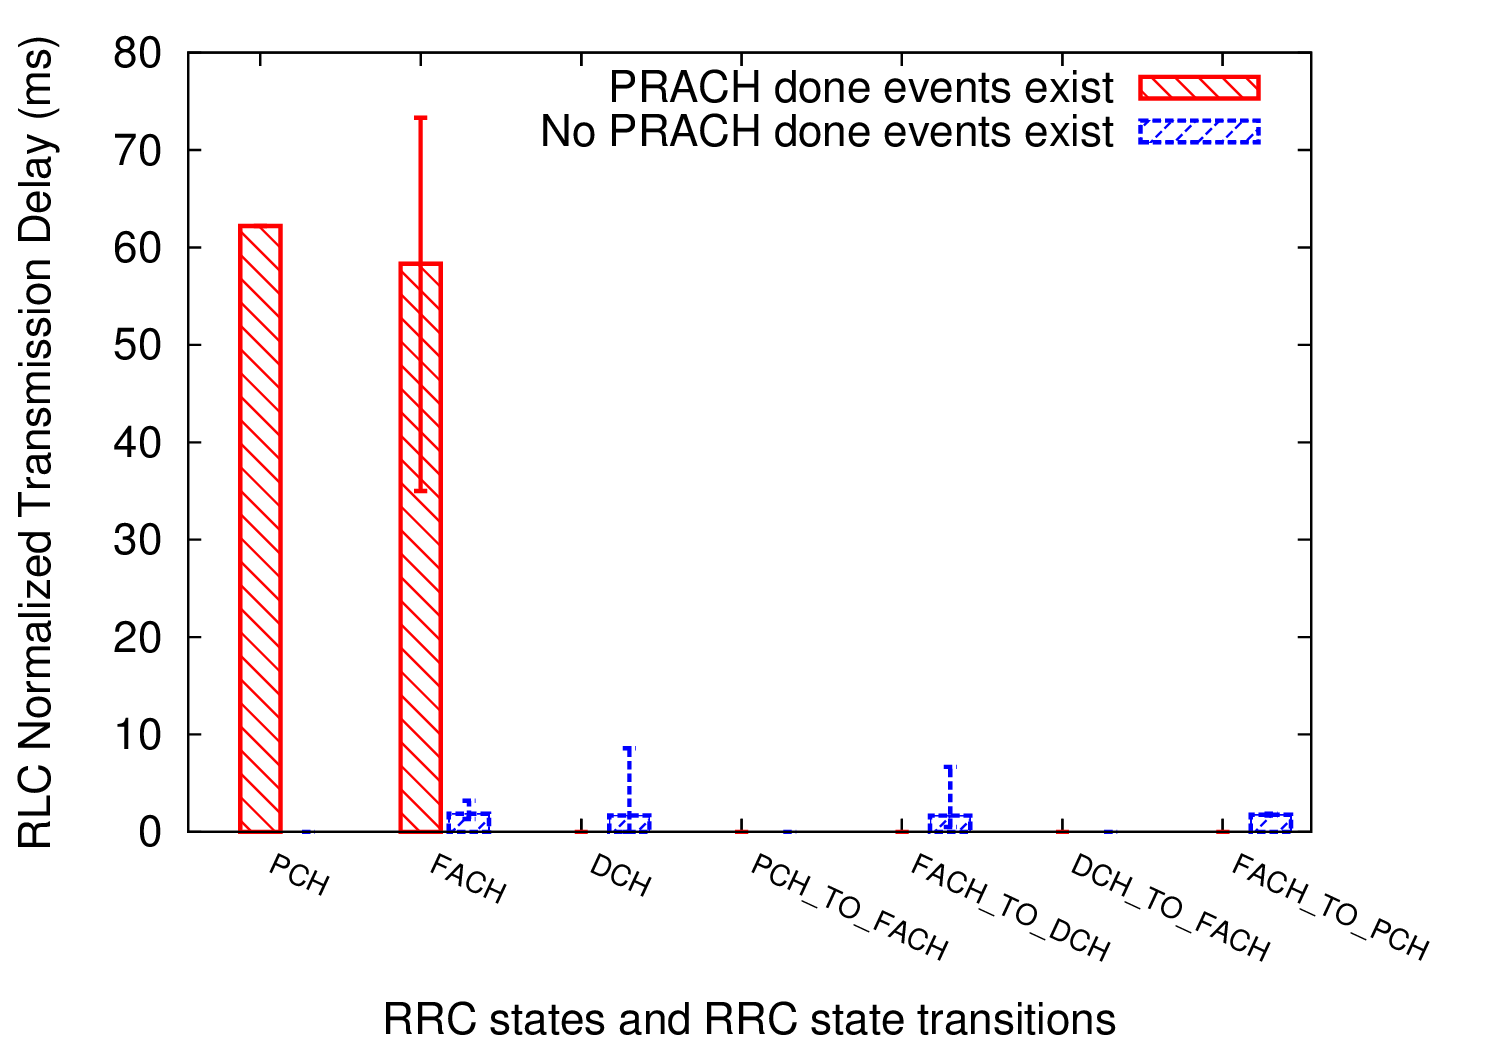 RLC Normalized Transmission Delay (ms)
80
70
60
50
40
30
20
10
0
PRACH done events exist
No PRACH done events exist
PCH
FACH
DCH
PCH_TO_FACH
FACH_TO_DCH
DCH_TO_FACH
FACH_TO_PCH
RRC states and RRC state transitions